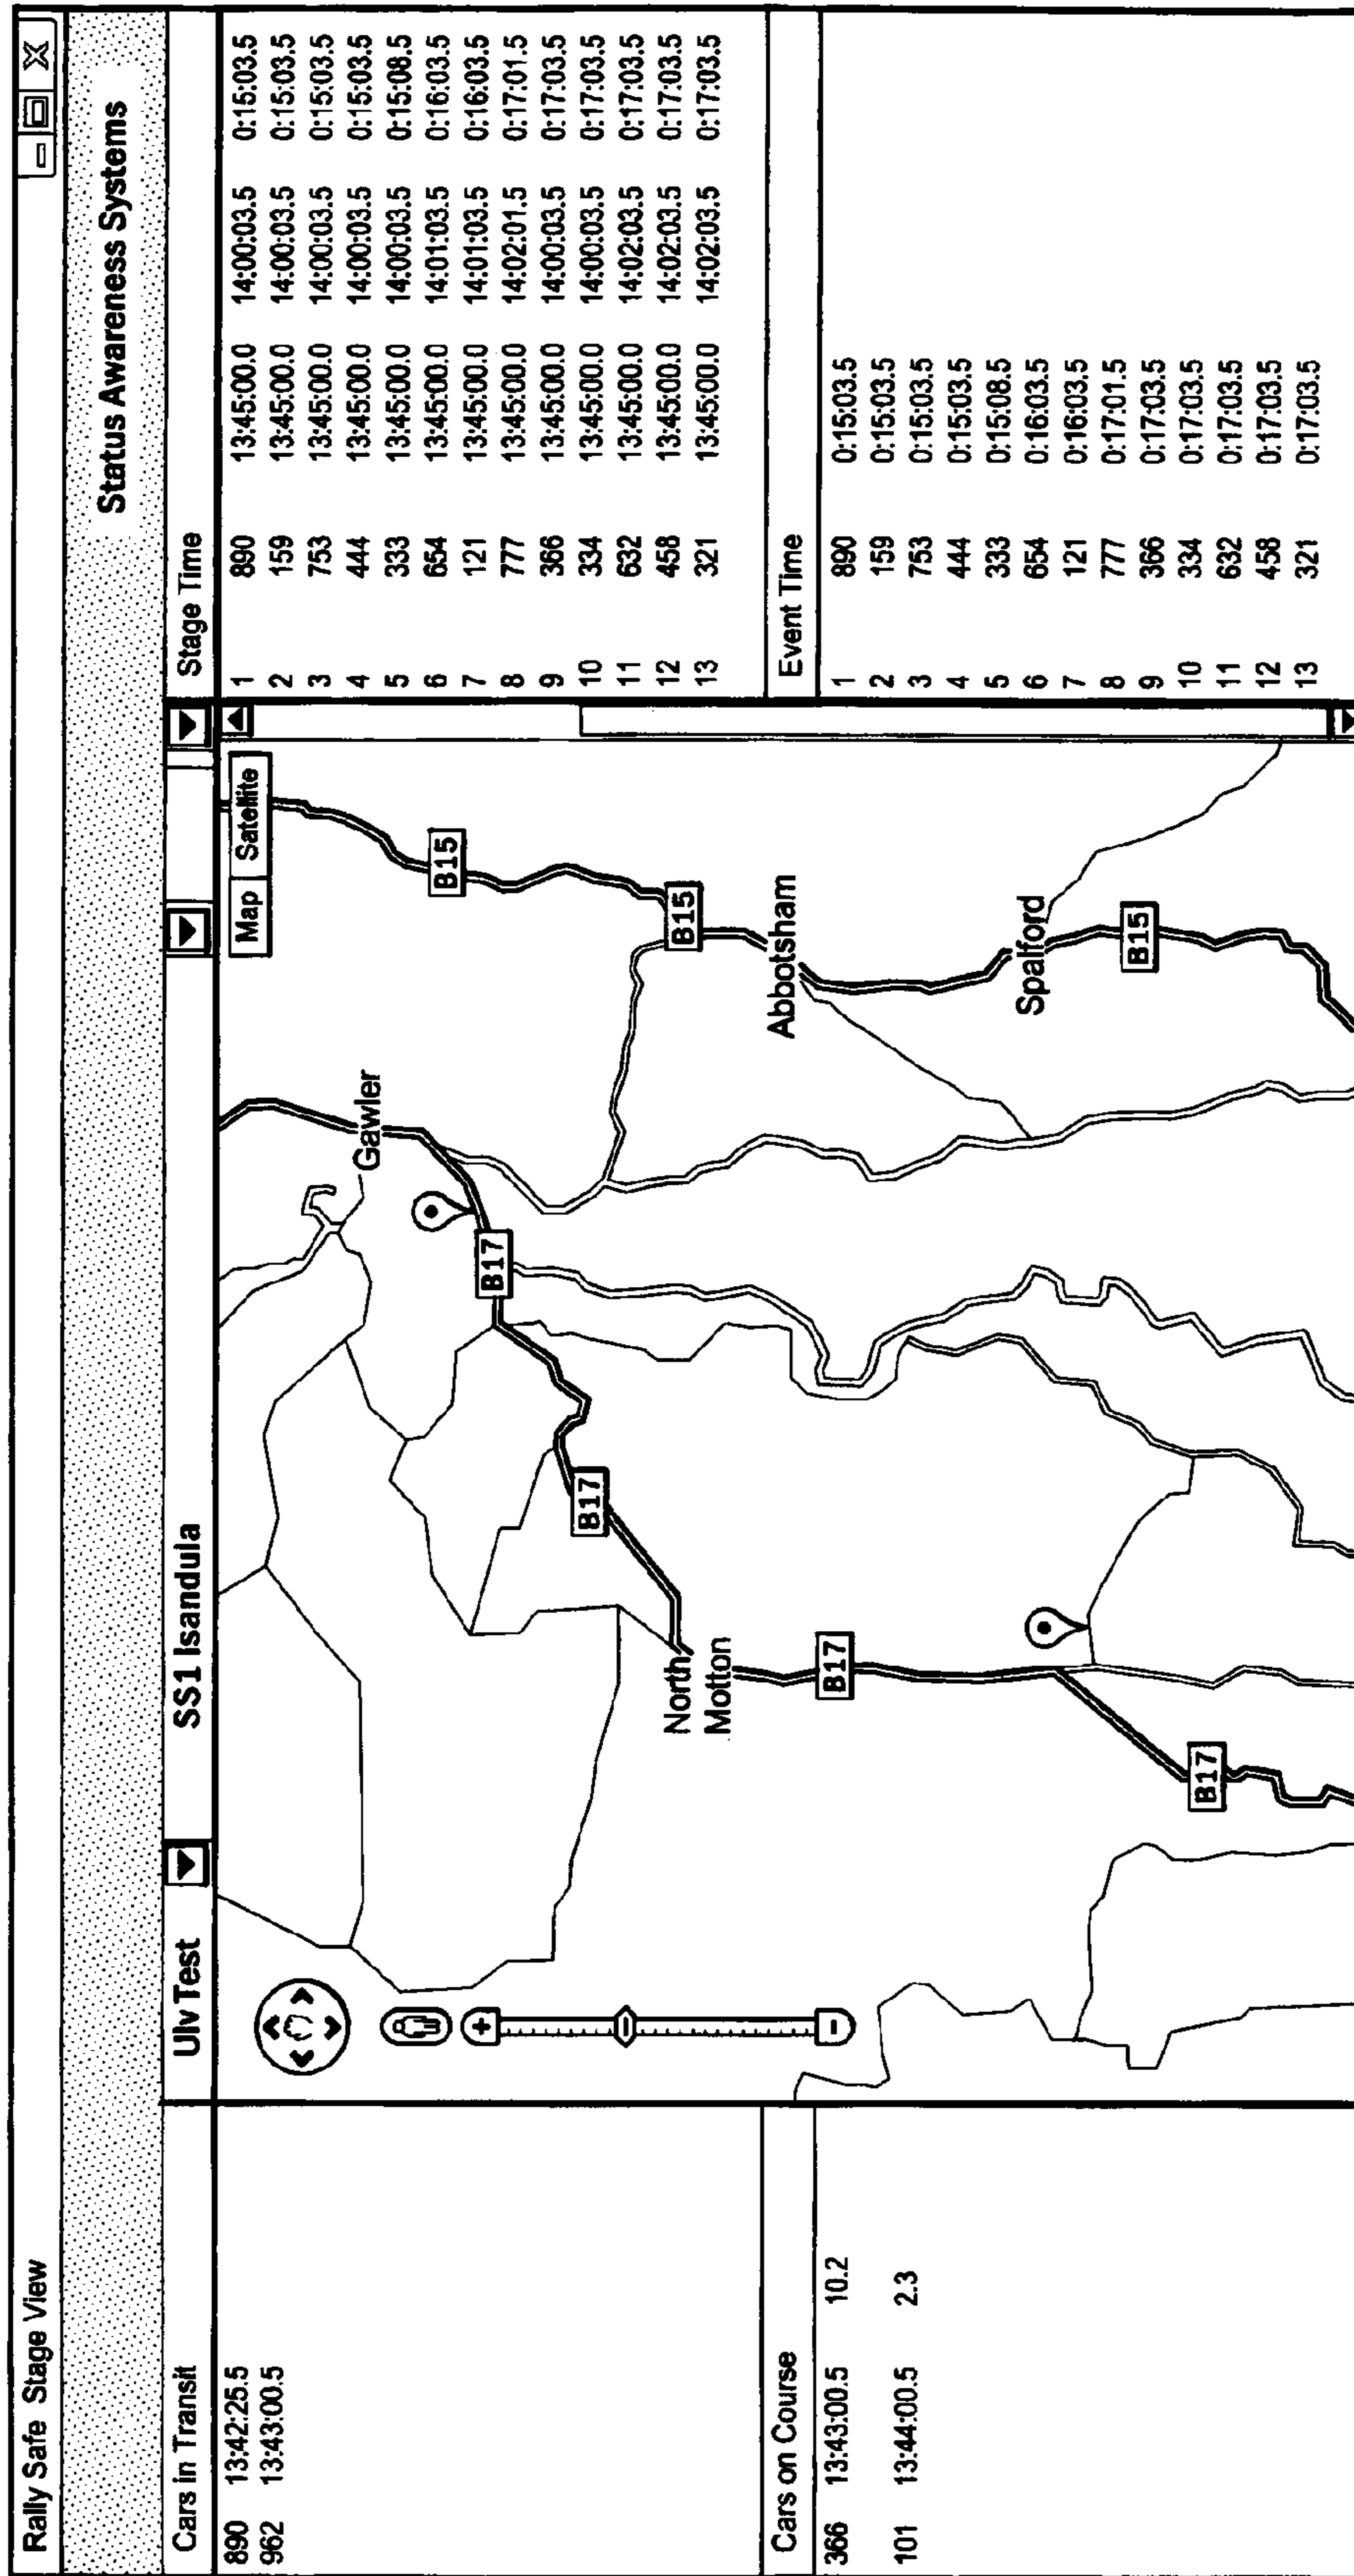 Rally Safe Stage View
Status Awareness Systems
Cars in Transit
890 13:42:25.5
962 13:43:00.5
Cars on Course
366 13:43:00.5 10.2
101 13:44:00.5 2.3
Ulv Test
SS1 Isandula
Map Satellite
Gawler
B15
B17
B15
B17
Abbotsham
North
Motton
B17
Spalford
B15
B17
Stage Time
1 890 13:45:00.0 14:00:03.5 0:15:03.5
2 159 13:45:00.0 14:00:03.5 0:15:03.5
3 753 13:45:00.0 14:00:03.5 0:15:03.5
4 444 13:45:00.0 14:00:03.5 0:15:03.5
5 333 13:45:00.0 14:00:03.5 0:15:08.5
6 654 13:45:00.0 14:01:03.5 0:16:03.5
7 121 13:45:00.0 14:01:03.5 0:16:03.5
8 777 13:45:00.0 14:02:01.5 0:17:01.5
9 366 13:45:00.0 14:00:03.5 0:17:03.5
10 334 13:45:00.0 14:00:03.5 0:17:03.5
11 632 13:45:00.0 14:02:03.5 0:17:03.5
12 458 13:45:00.0 14:02:03.5 0:17:03.5
13 321 13:45:00.0 14:02:03.5 0:17:03.5
Event Time
1 890 0:15:03.5
2 159 0:15:03.5
3 753 0:15:03.5
4 444 0:15:03.5
5 333 0:15:08.5
6 654 0:16:03.5
7 121 0:16:03.5
8 777 0:17:01.5
9 366 0:17:03.5
10 334 0:17:03.5
11 632 0:17:03.5
12 458 0:17:03.5
13 321 0:17:03.5